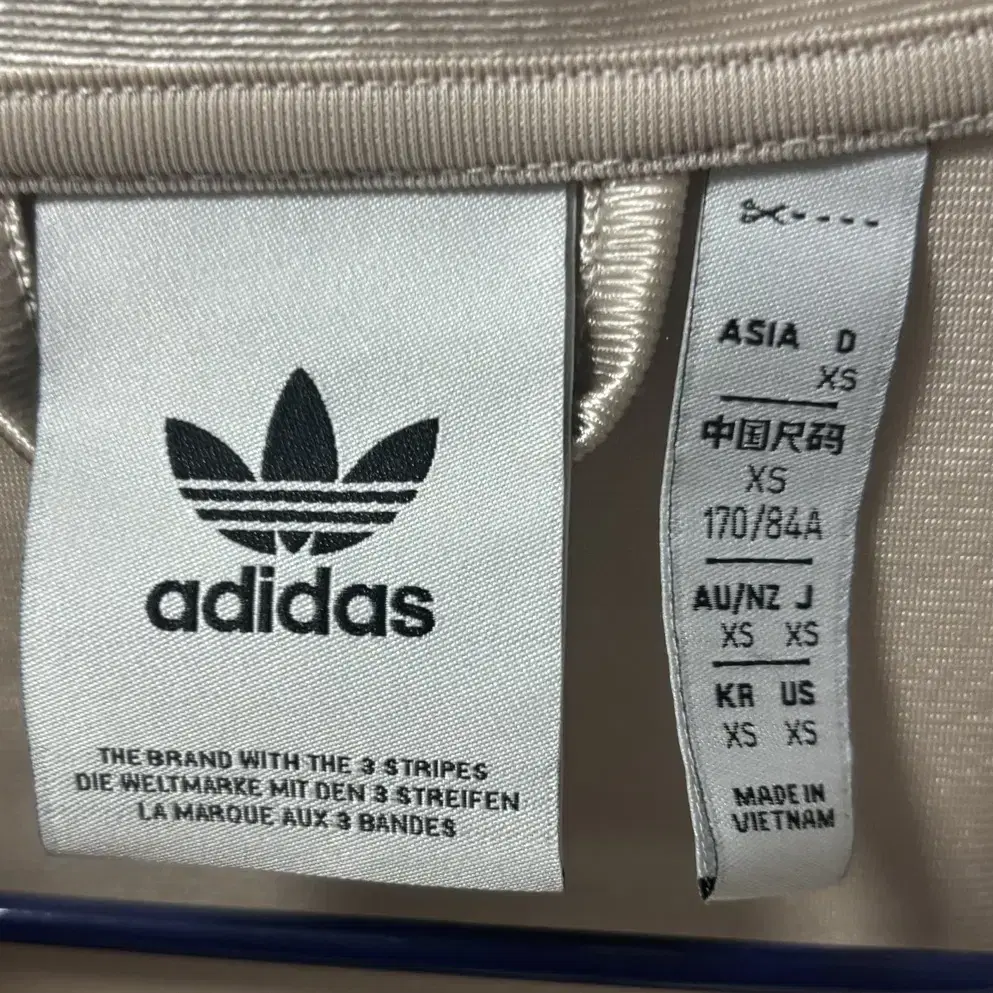 adidas
THE BRAND WITH THE 3 STRIPES
DIE WELTMARKE MIT DEN 3 STREIFEN
LA MARQUE AUX 3 BANDES
ASIA D
XS
中国尺码
XS
170/84A
AU/NZ J
XS XS
KR US
XS XS
MADE IN
VIETNAM